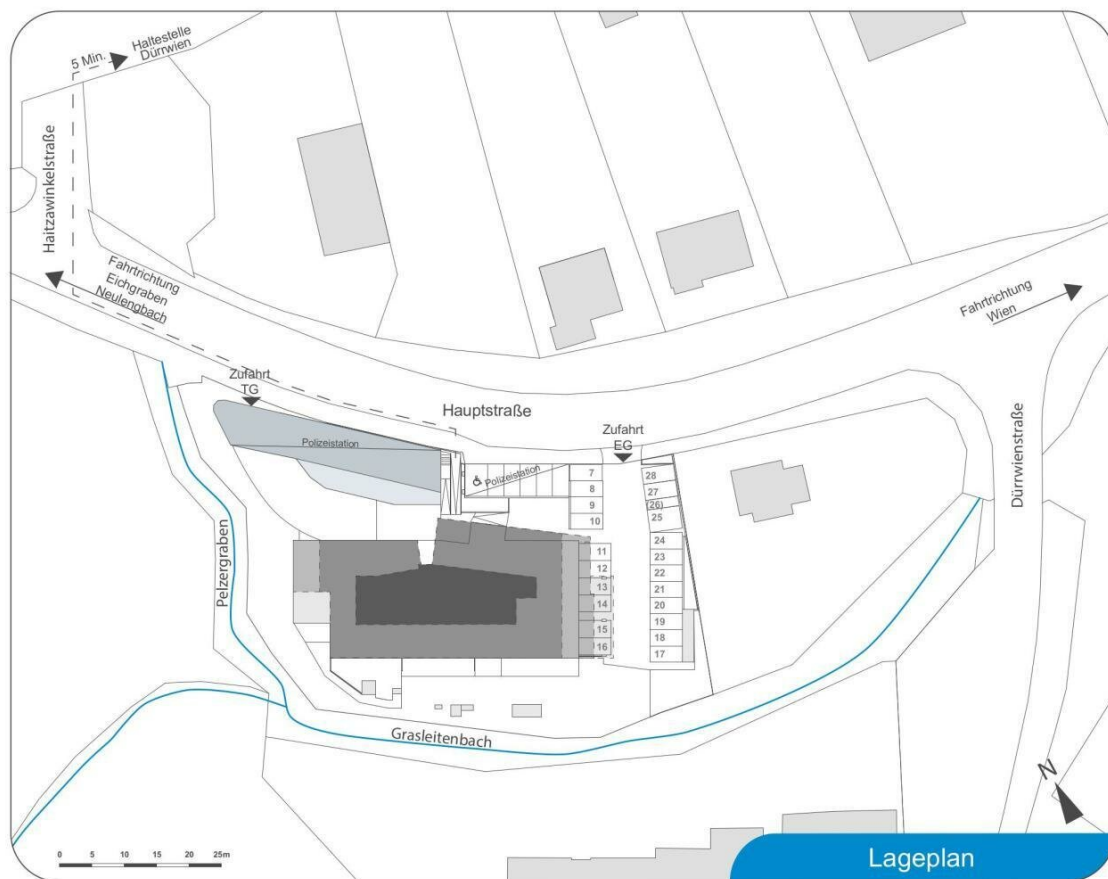 5 Min.
Haltestelle
Dürrwien
Haitzawinkelstraße
Fahrtrichtung
Eichgraben
Neulengbach
Fahrtrichtung
Wien
Zufahrt
TG
Hauptstraße
Zufahrt
EG
Polizeistation
Polizeistation
7
8
9
10
28
27
(26)
25
11
12
13
14
15
16
24
23
22
21
20
19
18
17
Dürrwienstraße
Pelzergraben
Grasleitenbach
N
0 5 10 15 20 25m
Lageplan